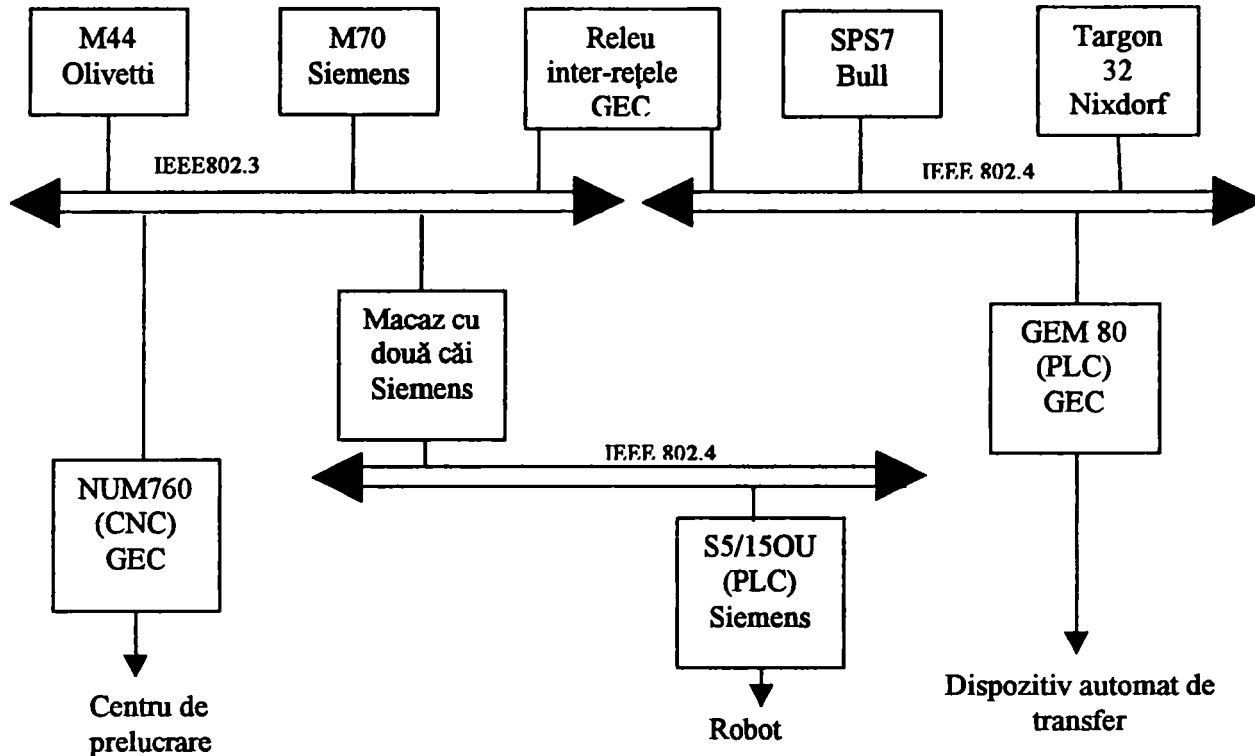 M44
Olivetti
M70
Siemens
Releu
inter-rețele
GEC
SPS7
Bull
Targon
32
Nixdorf
IEEE802.3
IEEE 802.4
Macaz cu
două căi
Siemens
GEM 80
(PLC)
GEC
IEEE 802.4
NUM760
(CNC)
GEC
S5/15OU
(PLC)
Siemens
Centru de
prelucrare
Robot
Dispozitiv automat de
transfer